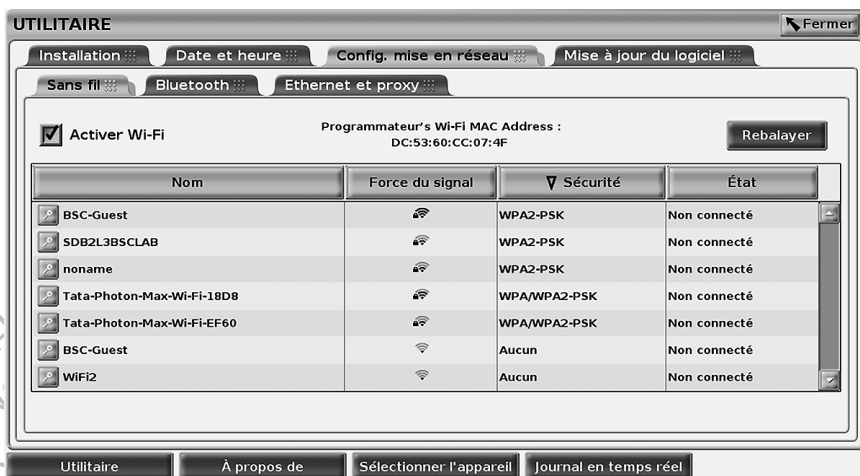 UTILITAIRE
Fermer
Installation Date et heure Config. mise en réseau Mise à jour du logiciel
Sans fil Bluetooth Ethernet et proxy
Activer Wi-Fi
Programmateur's Wi-Fi MAC Address :
DC:53:60:CC:07:4F
Rebalayer
Nom Force du signal Sécurité État
BSC-Guest WPA2-PSK Non connecté
SDB2L3BSCLAB WPA2-PSK Non connecté
noname WPA2-PSK Non connecté
Tata-Photon-Max-Wi-Fi-18D8 WPA/WPA2-PSK Non connecté
Tata-Photon-Max-Wi-Fi-EF60 WPA/WPA2-PSK Non connecté
BSC-Guest Aucun Non connecté
WiFi2 Aucun Non connecté
Utilitaire À propos de Sélectionner l'appareil Journal en temps réel